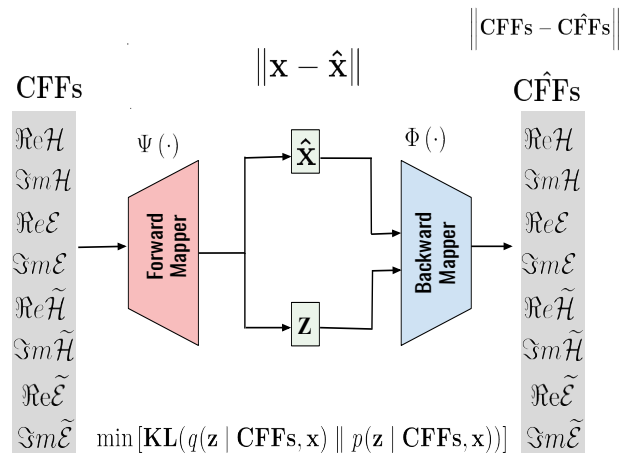 ‖CFFs − CF̂Fs‖
‖x − x̂‖
CFFs
CF̂Fs
Ψ (·)
Φ (·)
ℜeℋ
ℑmℋ
ℜeℰ
ℑmℰ
ℜeℋ̃
ℑmℋ̃
ℜeℰ̃
ℑmℰ̃
Forward
Mapper
x̂
z
Backward
Mapper
ℜeℋ
ℑmℋ
ℜeℰ
ℑmℰ
ℜeℋ̃
ℑmℋ̃
ℜeℰ̃
ℑmℰ̃
min [KL(q(z | CFFs, x) ‖ p(z | CFFs, x))]